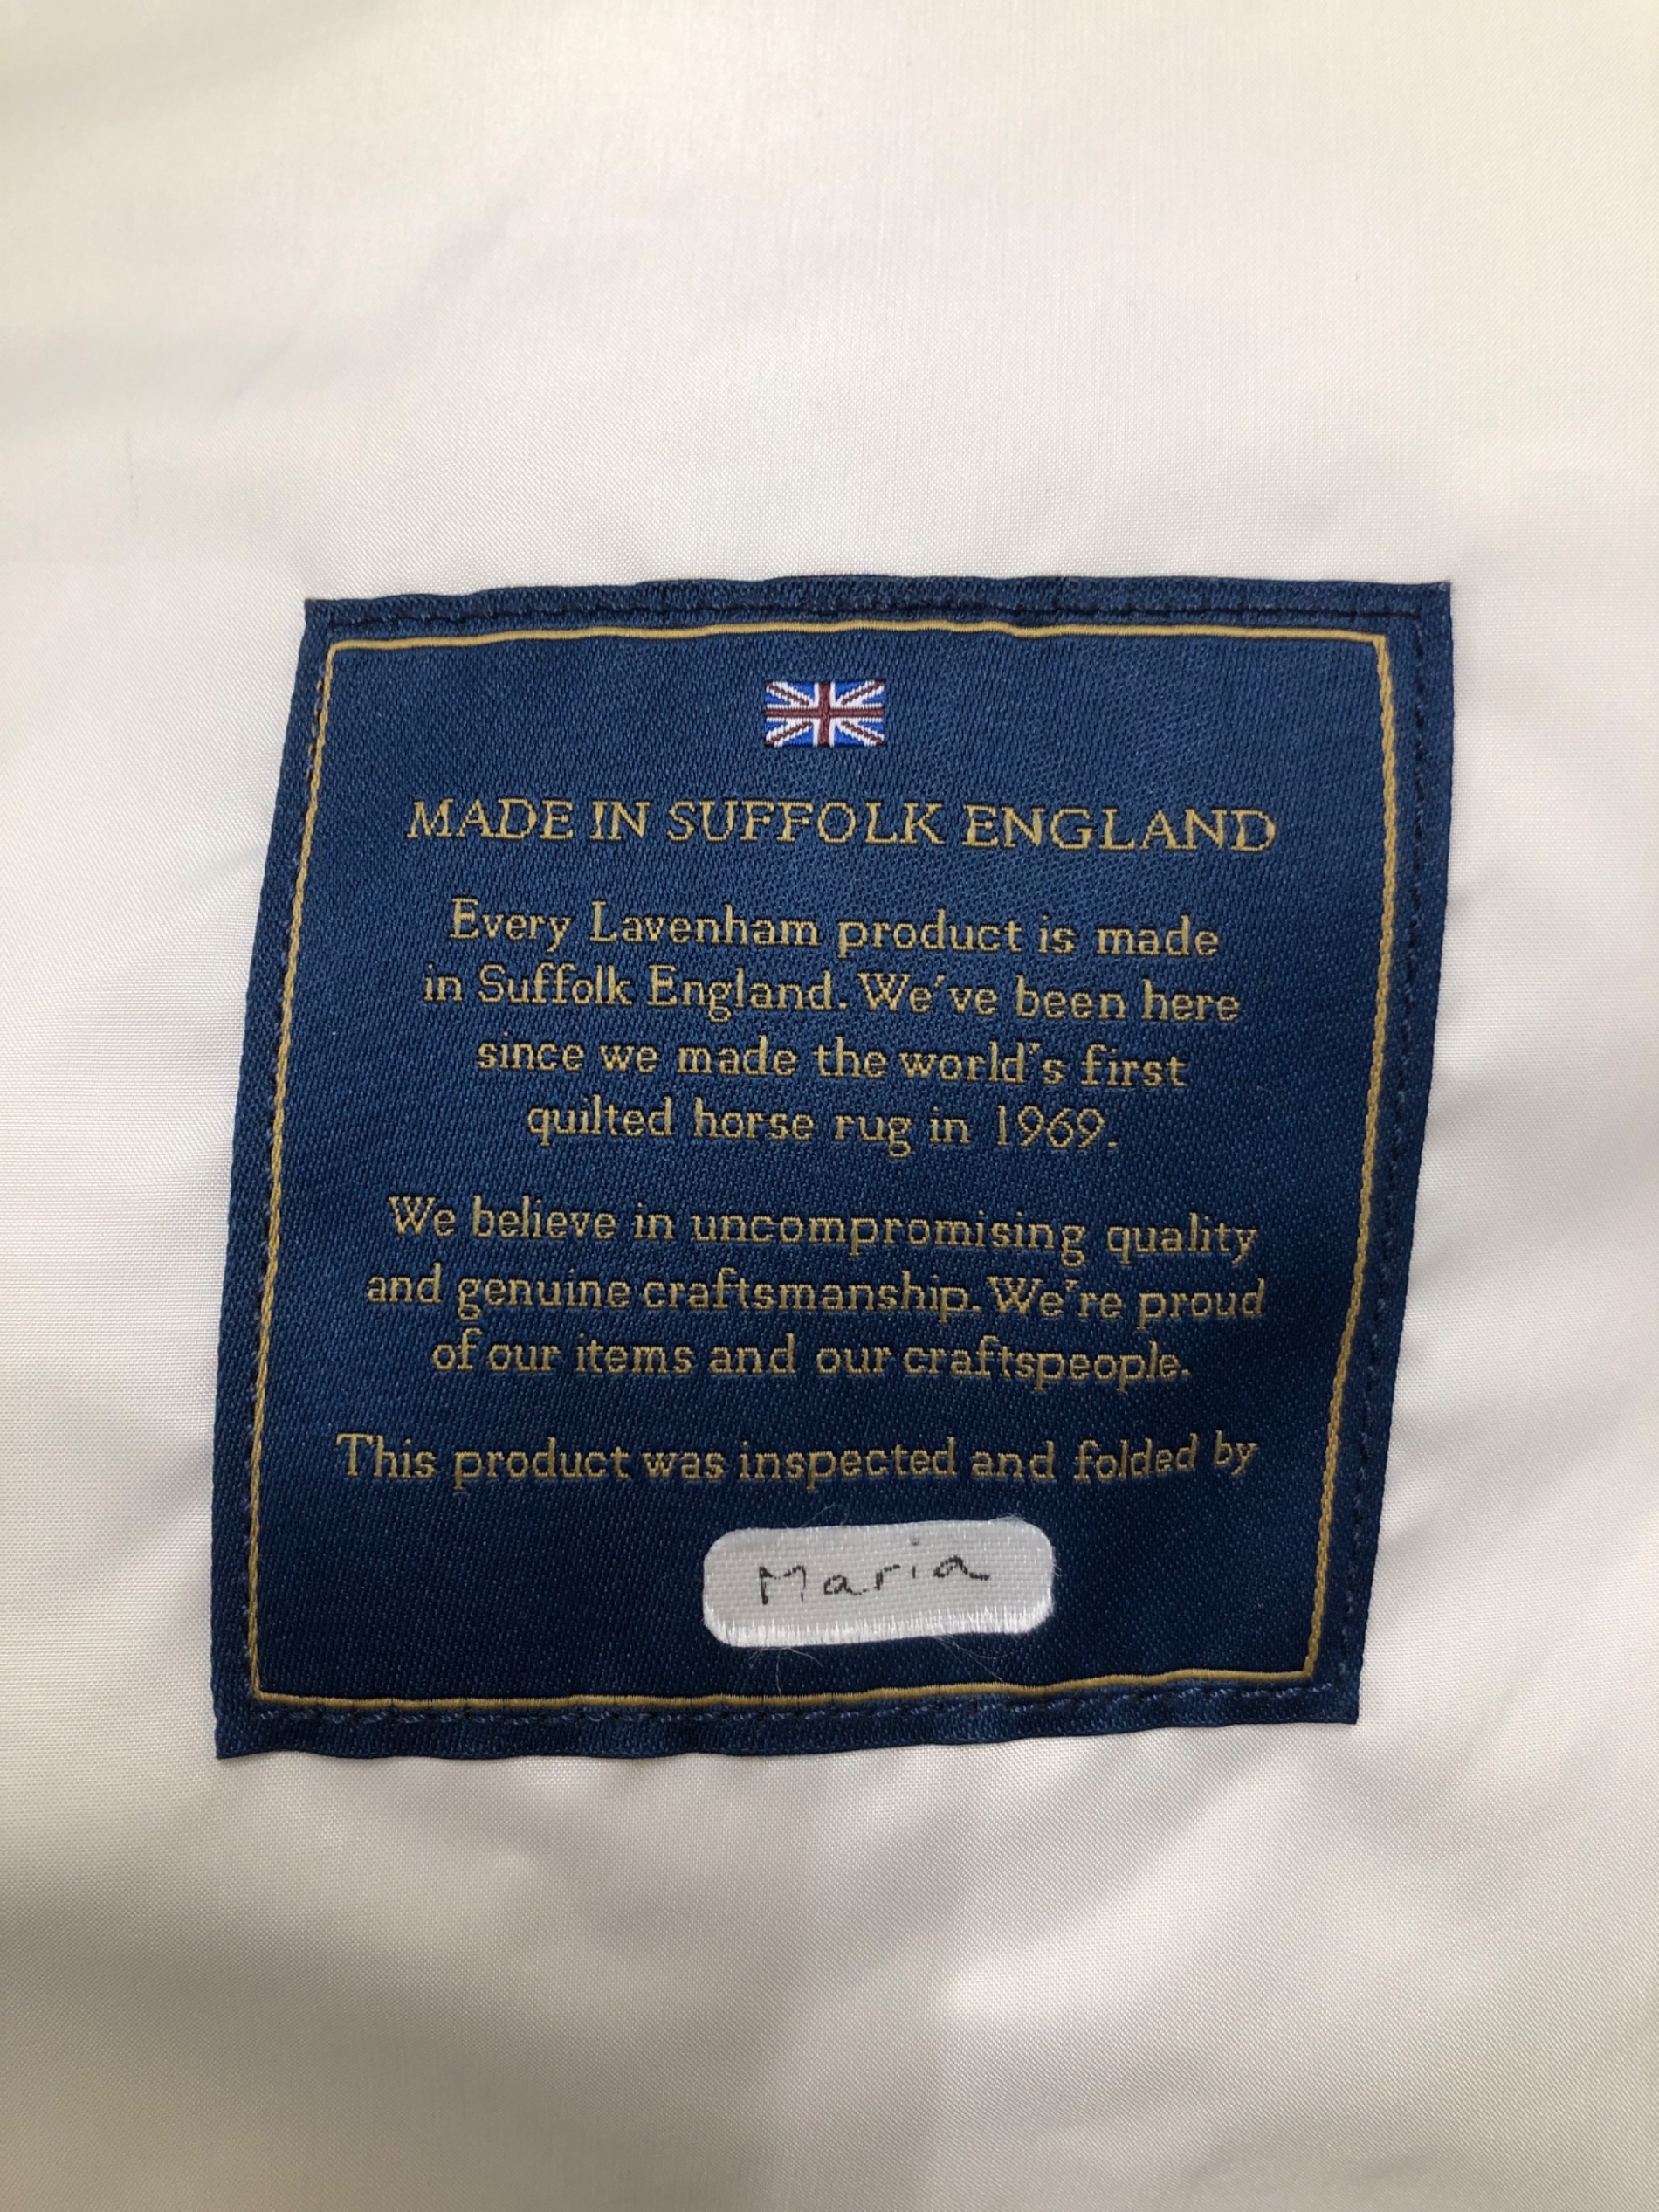 MADE IN SUFFOLK ENGLAND
Every Lavenham product is made
in Suffolk England. We've been here
since we made the world's first
quilted horse rug in 1969.
We believe in uncompromising quality
and genuine craftsmanship. We're proud
of our items and our craftspeople.
This product was inspected and folded by
Maria